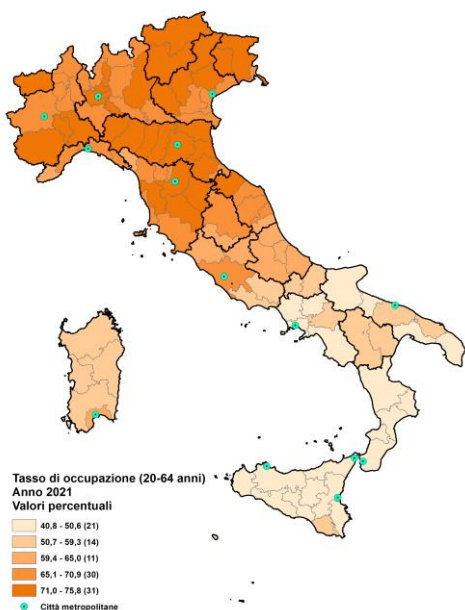 Tasso di occupazione (20-64 anni)
Anno 2021
Valori percentuali
40,8 - 50,6 (21)
50,7 - 59,3 (14)
59,4 - 65,0 (11)
65,1 - 70,9 (30)
71,0 - 75,8 (31)
Città metropolitane